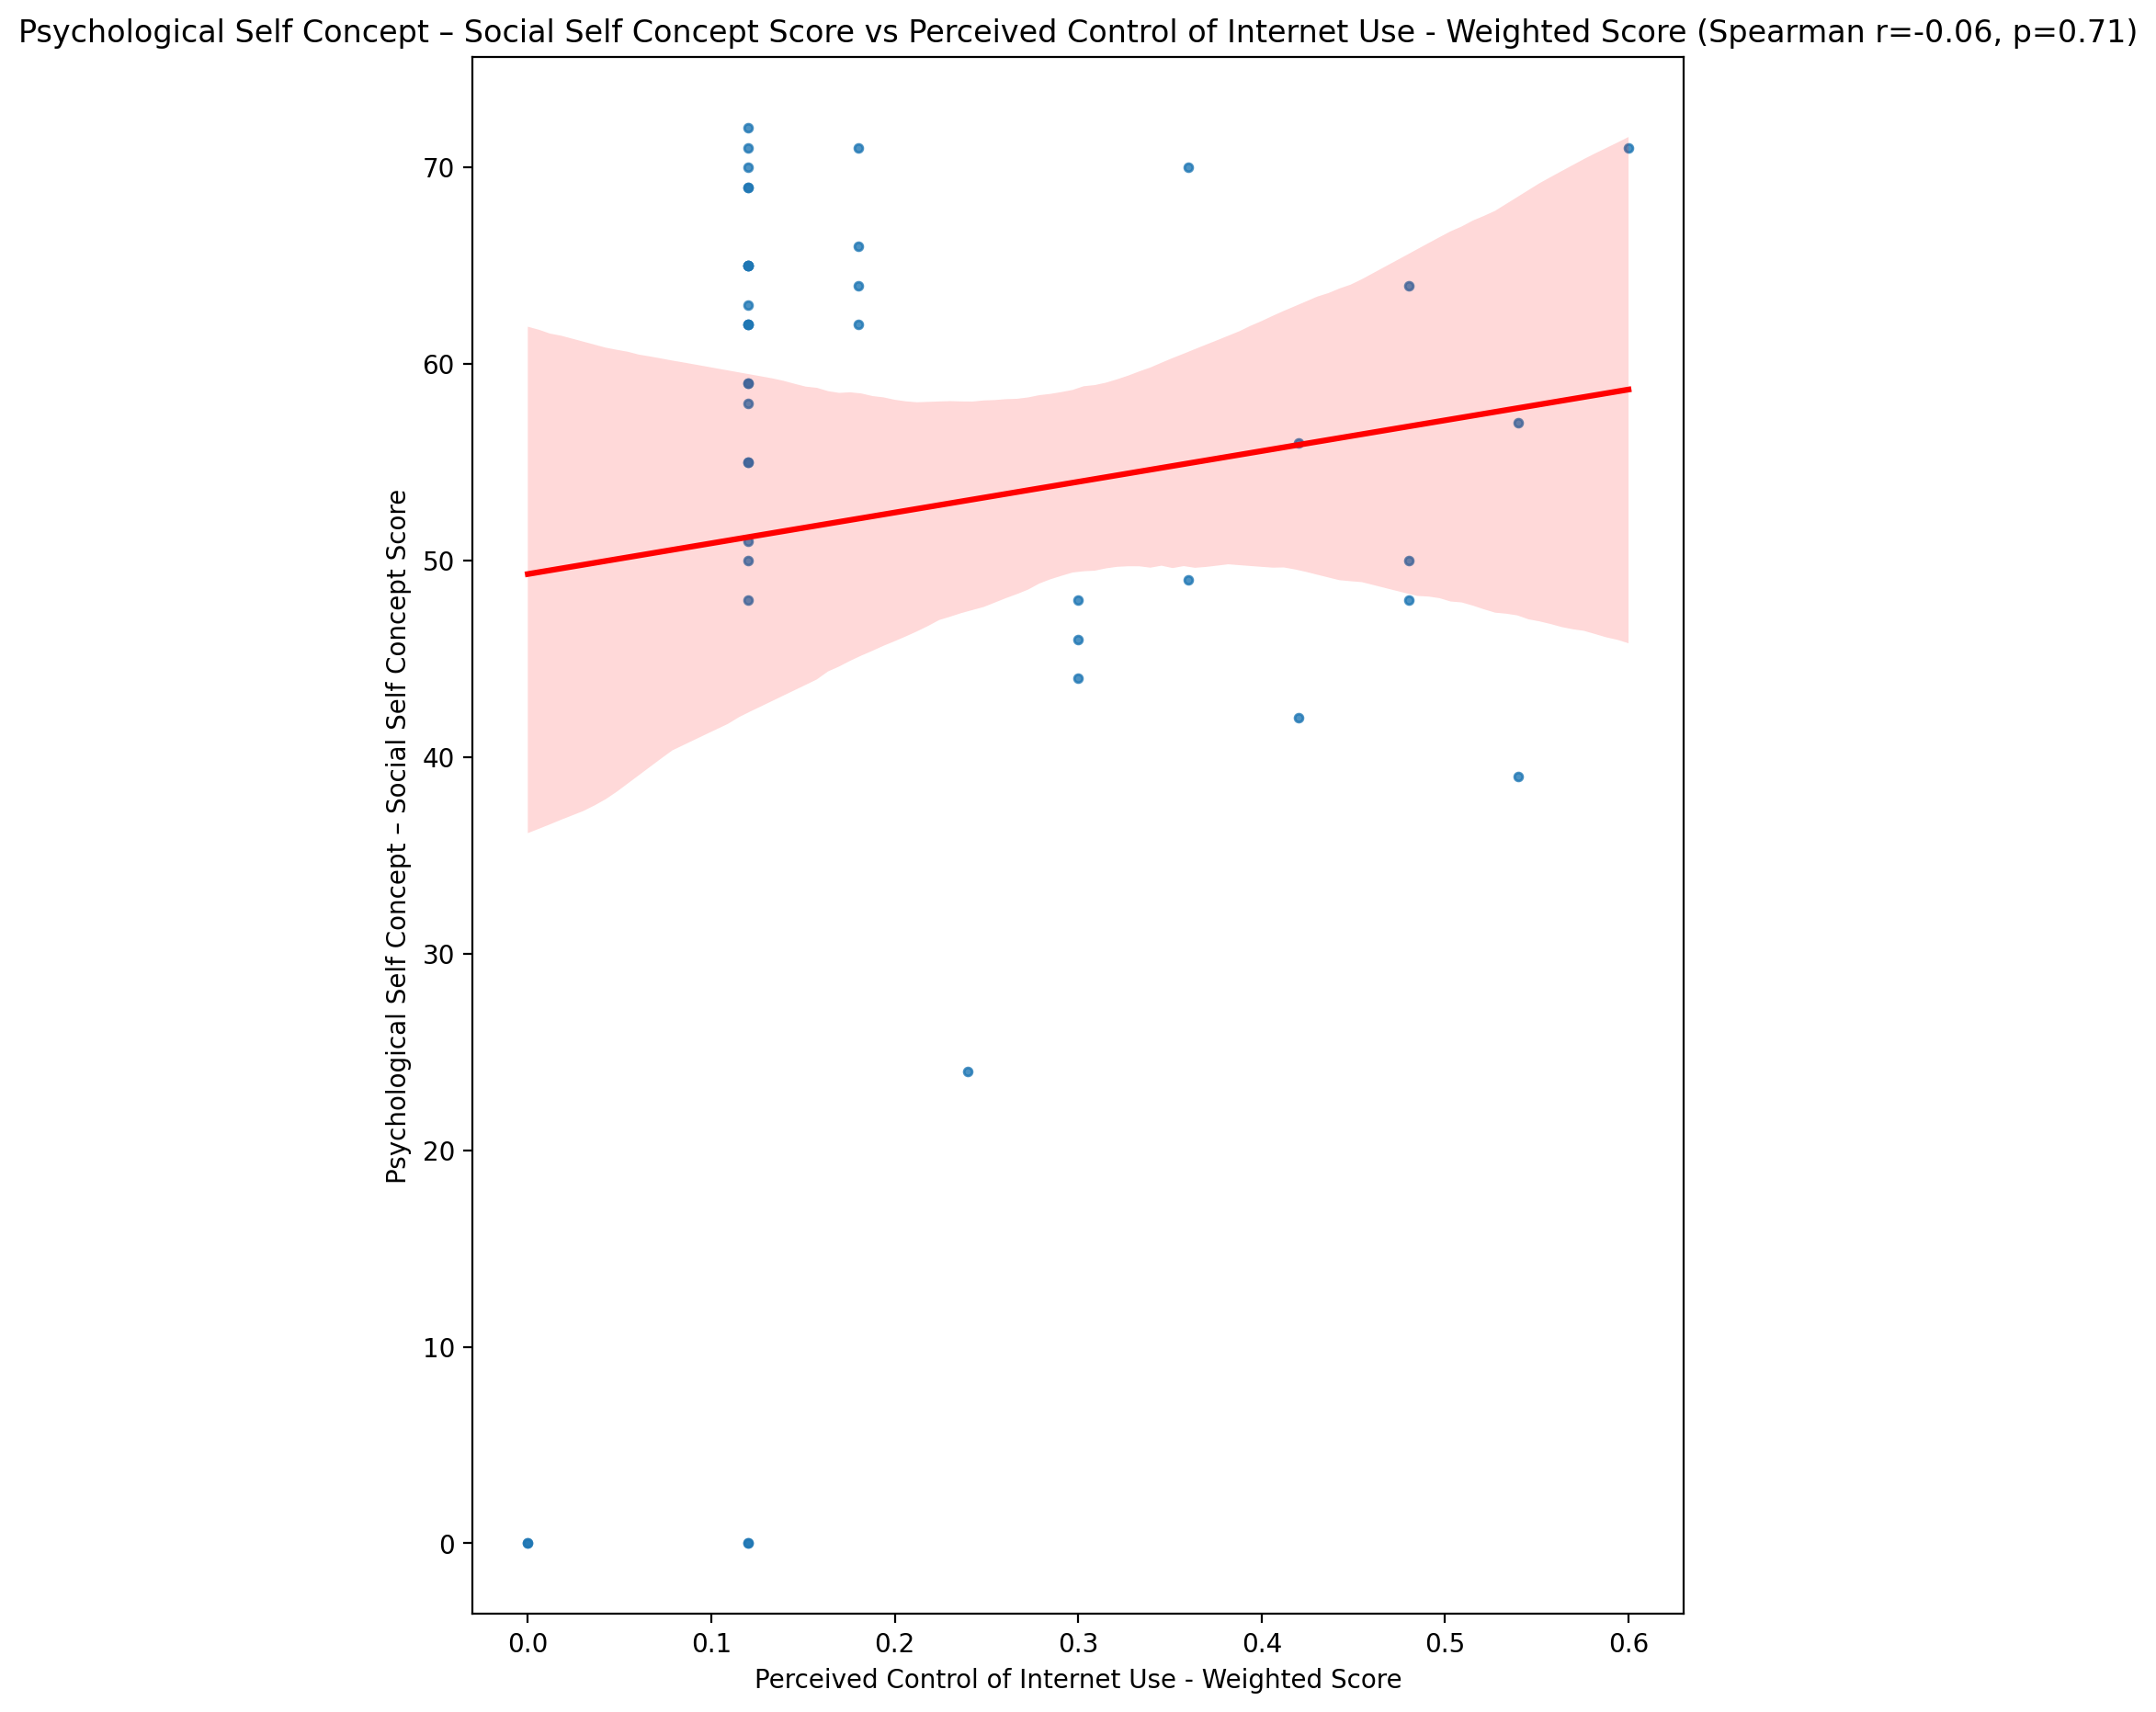 Psychological Self Concept – Social Self Concept Score vs Perceived Control of Internet Use - Weighted Score (Spearman r=-0.06, p=0.71)
Psychological Self Concept – Social Self Concept Score
70
60
50
40
30
20
10
0
0.0 0.1 0.2 0.3 0.4 0.5 0.6
Perceived Control of Internet Use - Weighted Score